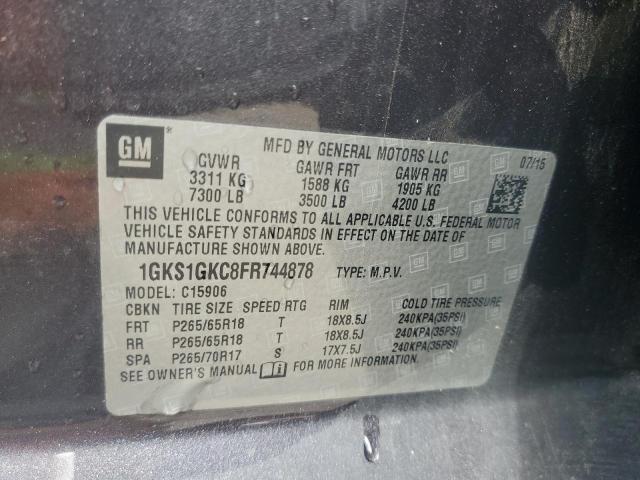 GM
MFD BY GENERAL MOTORS LLC 07/15
GVWR GAWR FRT GAWR RR
3311 KG 1588 KG 1905 KG
7300 LB 3500 LB 4200 LB
THIS VEHICLE CONFORMS TO ALL APPLICABLE U.S. FEDERAL MOTOR
VEHICLE SAFETY STANDARDS IN EFFECT ON THE DATE OF
MANUFACTURE SHOWN ABOVE.
1GKS1GKC8FR744878 TYPE: M.P.V.
MODEL: C15906
CBKN TIRE SIZE SPEED RTG RIM COLD TIRE PRESSURE
FRT P265/65R18 T 18X8.5J 240KPA(35PSI)
RR P265/65R18 T 18X8.5J 240KPA(35PSI)
SPA P265/70R17 S 17X7.5J 240KPA(35PSI)
SEE OWNER'S MANUAL FOR MORE INFORMATION.